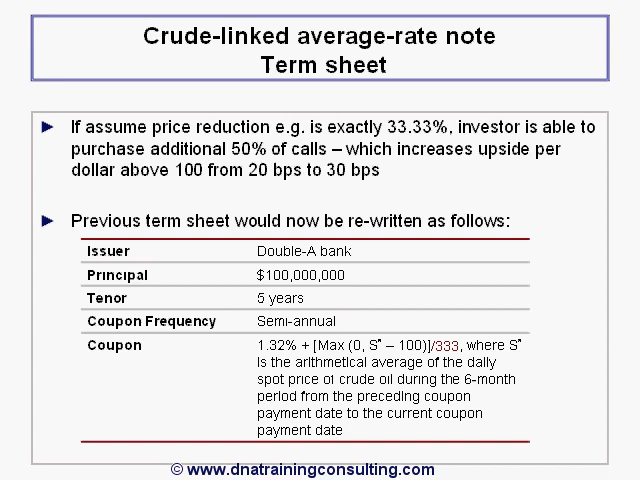 Crude-linked average-rate note
Term sheet
► If assume price reduction e.g. is exactly 33.33%, investor is able to
purchase additional 50% of calls – which increases upside per
dollar above 100 from 20 bps to 30 bps
► Previous term sheet would now be re-written as follows:
Issuer Double-A bank
Principal $100,000,000
Tenor 5 years
Coupon Frequency Semi-annual
Coupon 1.32% + [Max (0, S* – 100)]/333, where S*
is the arithmetical average of the daily
spot price of crude oil during the 6-month
period from the preceding coupon
payment date to the current coupon
payment date
© www.dnatrainingconsulting.com